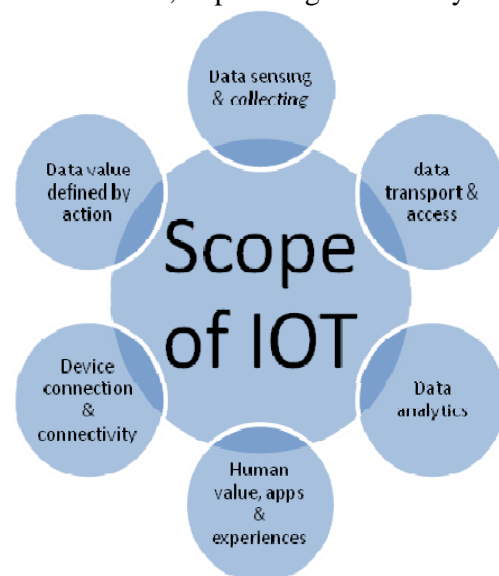 Data sensing
& collecting
data
transport &
access
Data
analytics
Human
value, apps
&
experiences
Device
connection
&
connectivity
Data value
defined by
action
Scope
of IOT